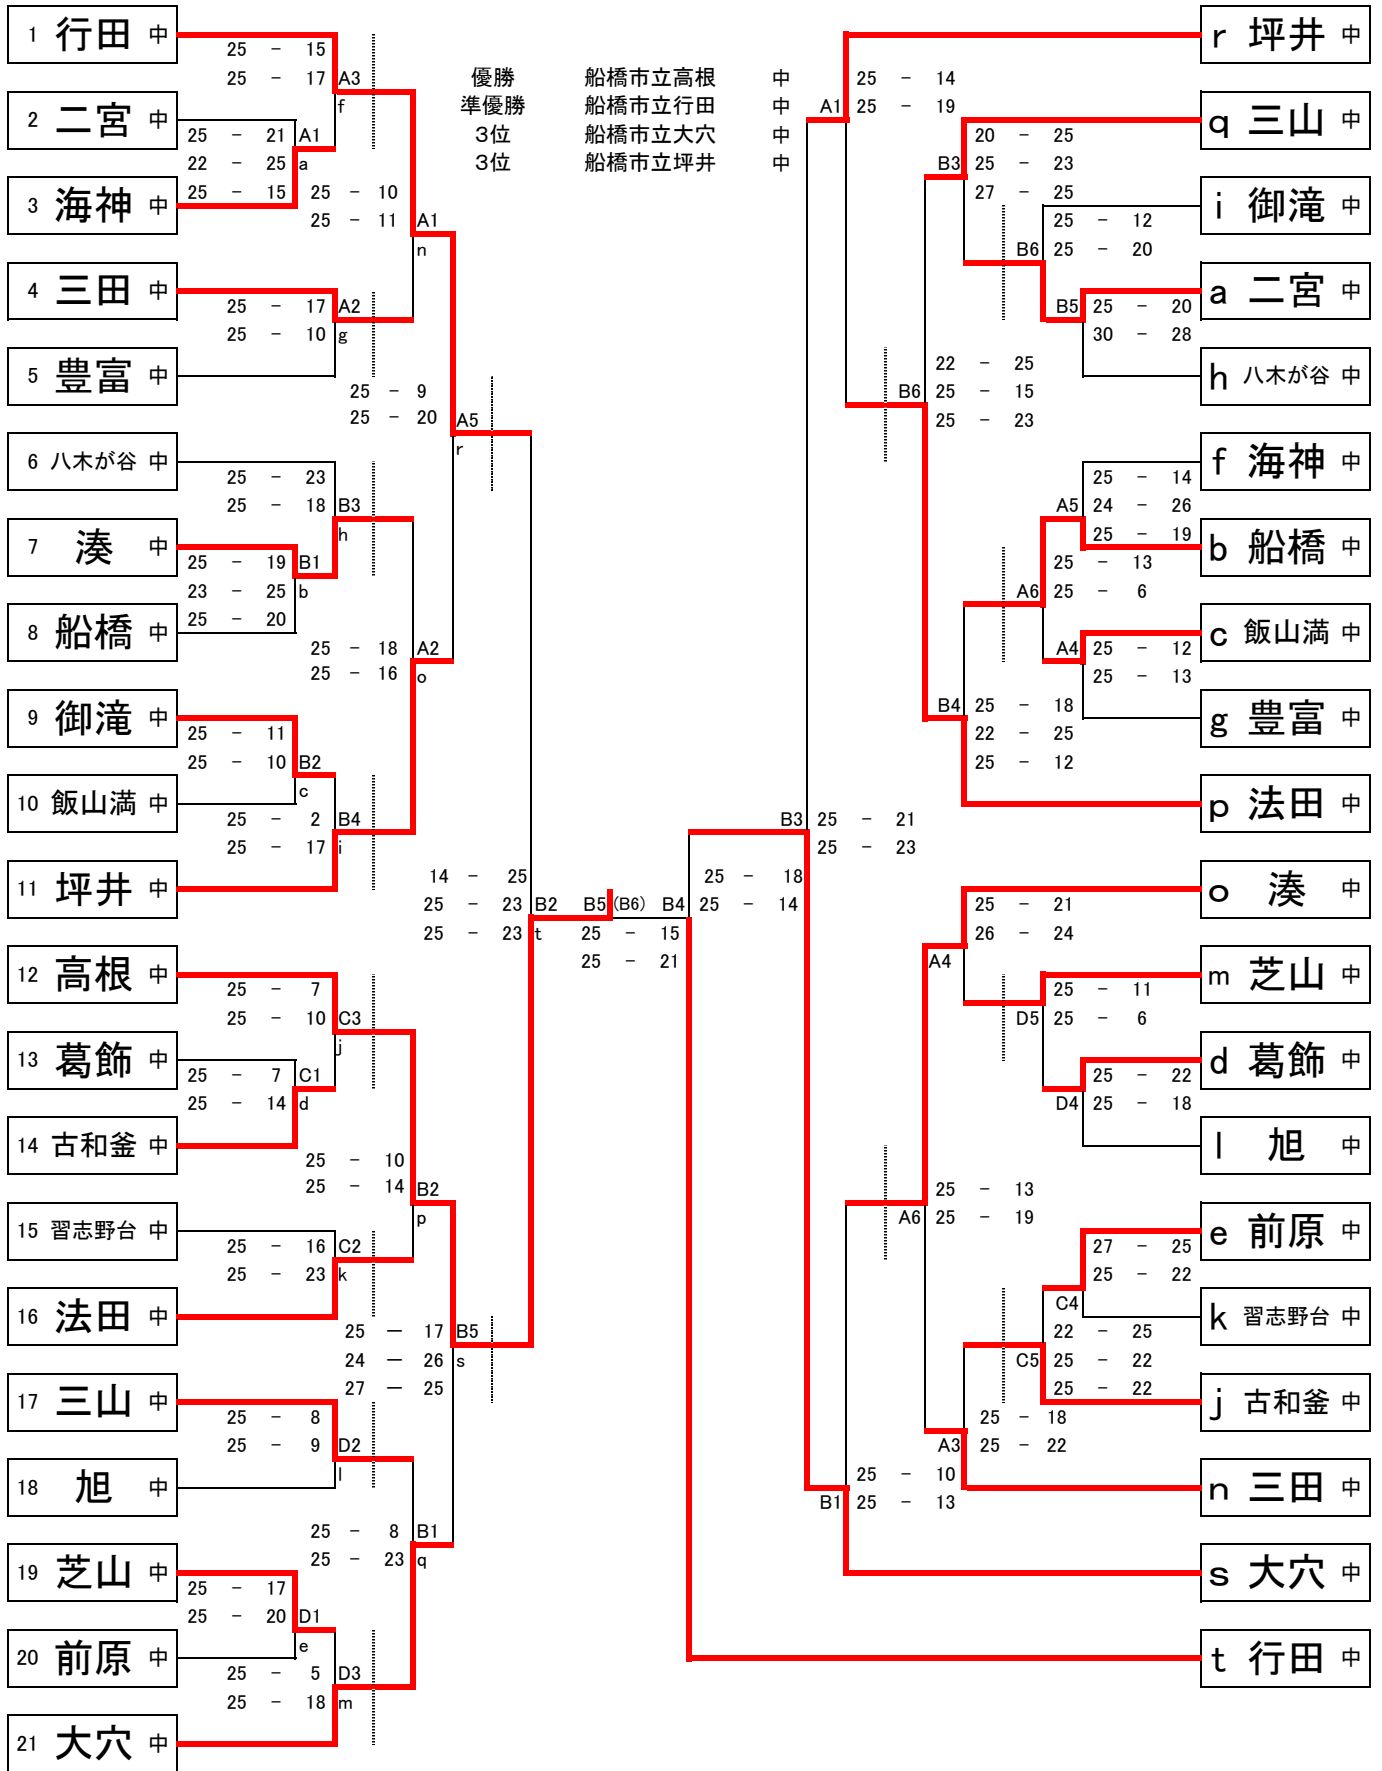 優勝 船橋市立高根 中
準優勝 船橋市立行田 中
3位 船橋市立大穴 中
3位 船橋市立坪井 中
1 行田 中
25 - 15
25 - 17 A3
f
2 二宮 中
25 - 21 A1
22 - 25 a
25 - 15
3 海神 中
25 - 10
25 - 11 A1
n
4 三田 中
25 - 17 A2
25 - 10 g
5 豊富 中
25 - 9
25 - 20 A5
r
6 八木が谷 中
25 - 23
25 - 18 B3
h
7 湊 中
25 - 19 B1
23 - 25 b
25 - 20
8 船橋 中
25 - 18 A2
25 - 16 o
9 御滝 中
25 - 11
25 - 10 B2
c
10 飯山満 中
25 - 2 B4
25 - 17 i
11 坪井 中
14 - 25
25 - 23 B2
25 - 23 t
B5 (B6) B4
25 - 15
25 - 21
12 高根 中
25 - 7
25 - 10 C3
j
13 葛飾 中
25 - 7 C1
25 - 14 d
14 古和釜 中
25 - 10
25 - 14 B2
p
15 習志野台 中
25 - 16 C2
25 - 23 k
16 法田 中
25 ー 17 B5
24 ー 26 s
27 ー 25
17 三山 中
25 - 8
25 - 9 D2
l
18 旭 中
25 - 8 B1
25 - 23 q
19 芝山 中
25 - 17
25 - 20 D1
e
20 前原 中
25 - 5 D3
25 - 18 m
21 大穴 中
r 坪井 中
25 - 14
A1 25 - 19
q 三山 中
20 - 25
B3 25 - 23
27 - 25
i 御滝 中
25 - 12
B6 25 - 20
a 二宮 中
B5 25 - 20
30 - 28
h 八木が谷 中
22 - 25
B6 25 - 15
25 - 23
f 海神 中
25 - 14
A5 24 - 26
25 - 19
b 船橋 中
25 - 13
A6 25 - 6
c 飯山満 中
A4 25 - 12
25 - 13
g 豊富 中
B4 25 - 18
22 - 25
25 - 12
p 法田 中
B3 25 - 21
25 - 23
25 - 18
25 - 14
o 湊 中
25 - 21
26 - 24
A4
m 芝山 中
25 - 11
D5 25 - 6
d 葛飾 中
25 - 22
D4 25 - 18
l 旭 中
25 - 13
A6 25 - 19
e 前原 中
27 - 25
25 - 22
C4
k 習志野台 中
22 - 25
C5 25 - 22
25 - 22
j 古和釜 中
25 - 18
A3 25 - 22
n 三田 中
25 - 10
B1 25 - 13
s 大穴 中
t 行田 中